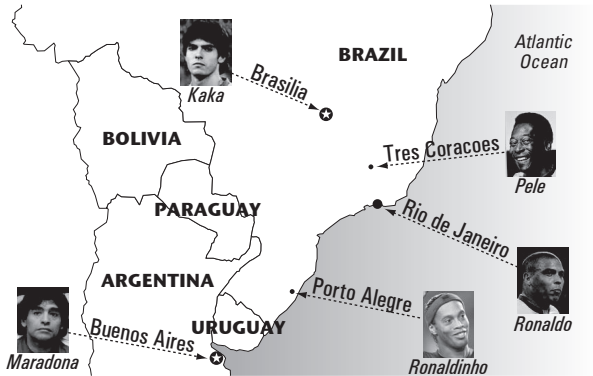 BRAZIL
Atlantic
Ocean
Kaka
Brasilia
BOLIVIA
Tres Coracoes
Pele
PARAGUAY
Rio de Janeiro
ARGENTINA
Porto Alegre
Ronaldo
URUGUAY
Buenos Aires
Maradona
Ronaldinho